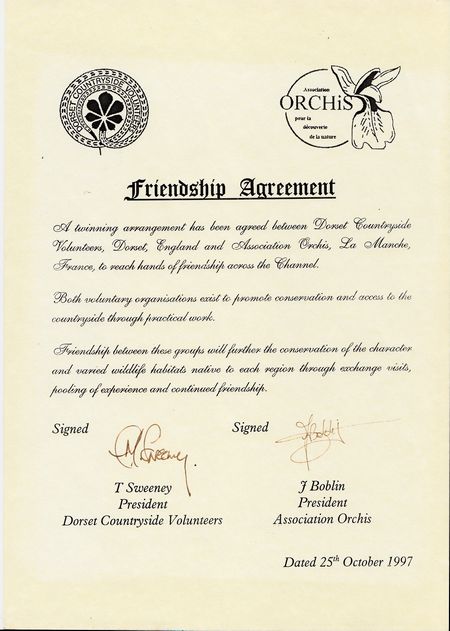 DORSET COUNTRYSIDE VOLUNTEERS
Association
ORCHiS
pour la
découverte
de la nature
Friendship Agreement
A twinning arrangement has been agreed between Dorset Countryside
Volunteers, Dorset, England and Association Orchis, La Manche,
France, to reach hands of friendship across the Channel.
Both voluntary organisations exist to promote conservation and access to the
countryside through practical work.
Friendship between these groups will further the conservation of the character
and varied wildlife habitats native to each region through exchange visits,
pooling of experience and continued friendship.
Signed
Signed
T Sweeney
President
Dorset Countryside Volunteers
J Boblin
President
Association Orchis
Dated 25th October 1997